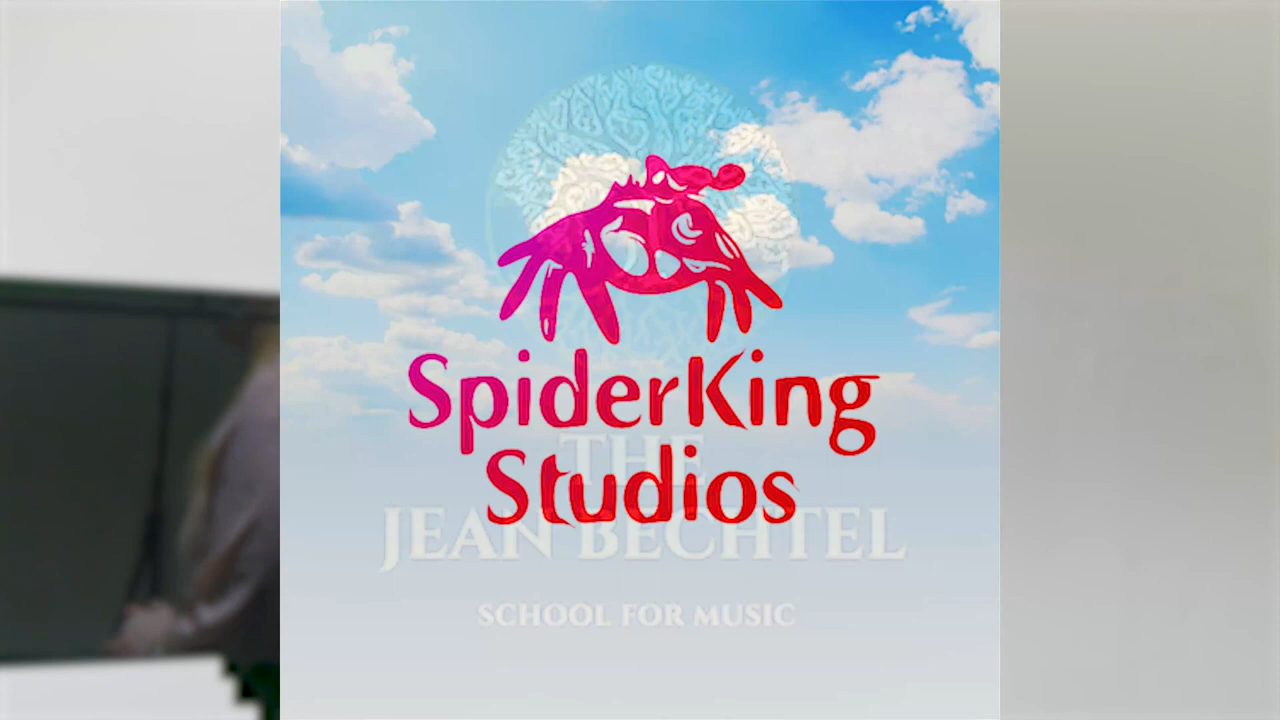 SpiderKing
Studios
THE
JEAN BECHTEL
SCHOOL FOR MUSIC